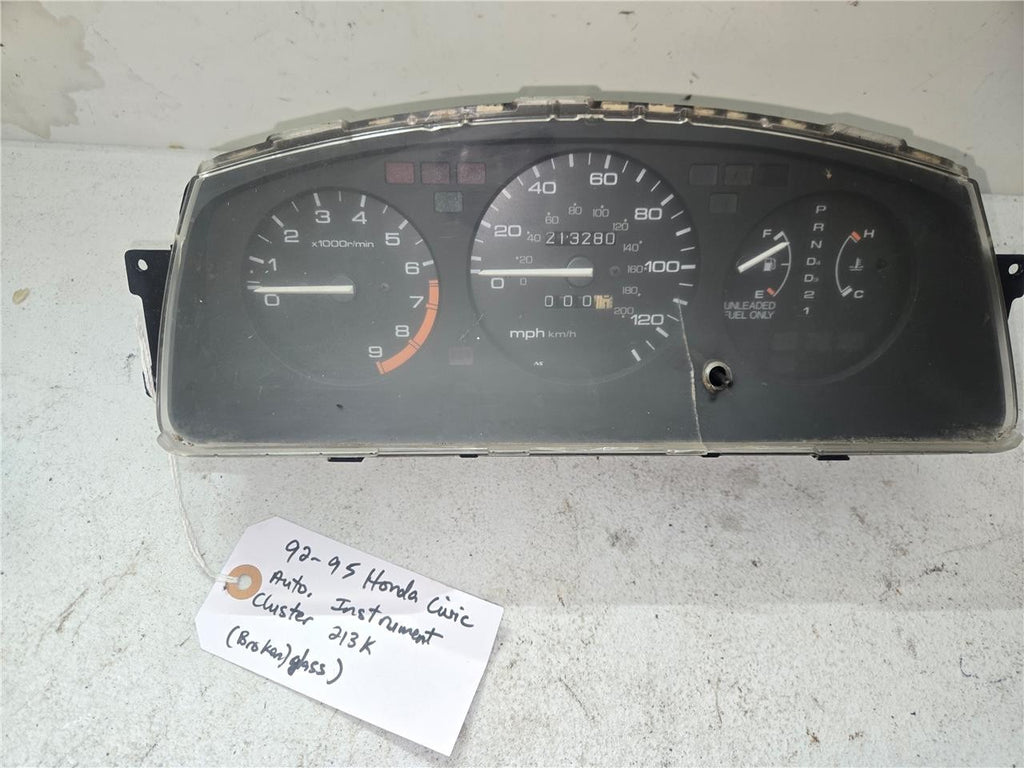 1
2
3
4
5
6
7
8
9
0
x1000r/min
0
20
40
60
80
100
120
0
20
40
60
80
100
120
140
160
180
200
213280
000
mph km/h
F
E
UNLEADED
FUEL ONLY
P
R
N
D4
D3
2
1
H
C
92-95 Honda Civic
Auto. Instrument
Cluster 213K
(Broken) glass)